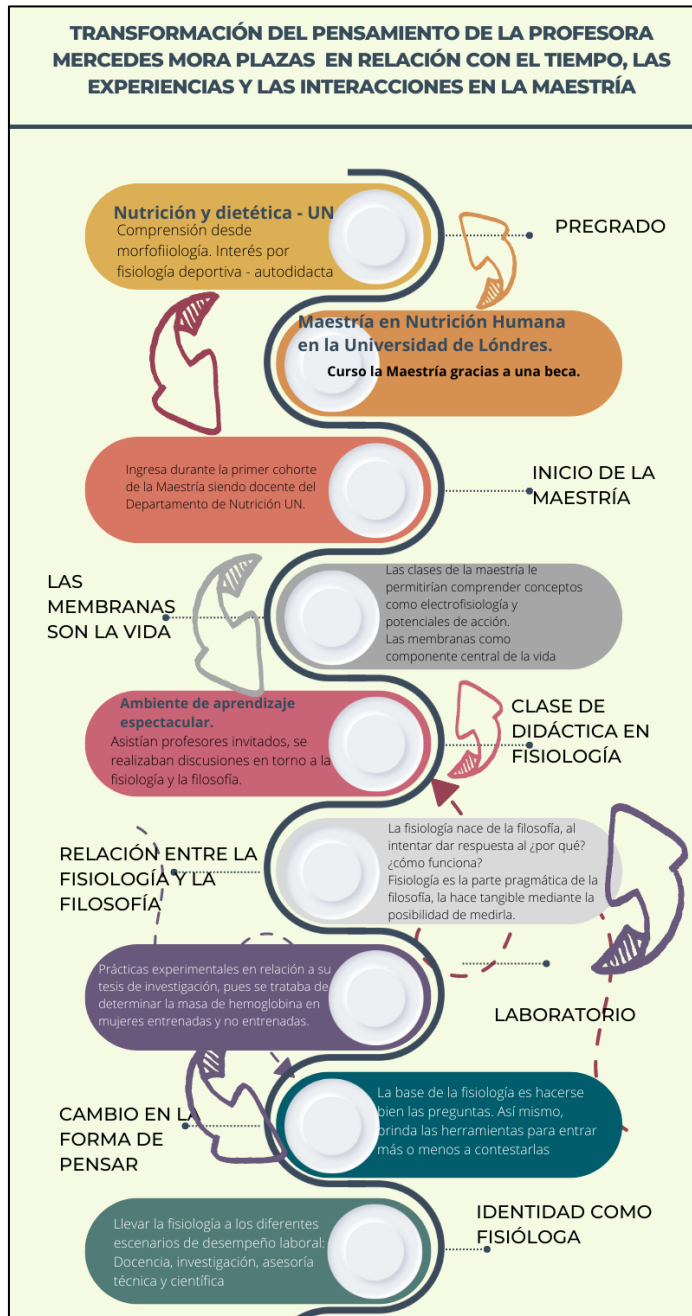 TRANSFORMACIÓN DEL PENSAMIENTO DE LA PROFESORA
MERCEDES MORA PLAZAS EN RELACIÓN CON EL TIEMPO, LAS
EXPERIENCIAS Y LAS INTERACCIONES EN LA MAESTRÍA
Nutrición y dietética - UN
Comprensión desde
morfofiiología. Interés por
fisiología deportiva - autodidacta
PREGRADO
Maestría en Nutrición Humana
en la Universidad de Lóndres.
Curso la Maestría gracias a una beca.
Ingresa durante la primer cohorte
de la Maestría siendo docente del
Departamento de Nutrición UN.
INICIO DE LA
MAESTRÍA
LAS
MEMBRANAS
SON LA VIDA
Las clases de la maestría le
permitirían comprender conceptos
como electrofisiología y
potenciales de acción.
Las membranas como
componente central de la vida
Ambiente de aprendizaje
espectacular.
Asistían profesores invitados, se
realizaban discusiones en torno a la
fisiología y la filosofía.
CLASE DE
DIDÁCTICA EN
FISIOLOGÍA
RELACIÓN ENTRE LA
FISIOLOGÍA Y LA
FILOSOFÍA
La fisiología nace de la filosofía, al
intentar dar respuesta al ¿por qué?
¿cómo funciona?
Fisiología es la parte pragmática de la
filosofía, la hace tangible mediante la
posibilidad de medirla.
Prácticas experimentales en relación a su
tesis de investigación, pues se trataba de
determinar la masa de hemoglobina en
mujeres entrenadas y no entrenadas.
LABORATORIO
CAMBIO EN LA
FORMA DE
PENSAR
La base de la fisiología es hacerse
bien las preguntas. Así mismo,
brinda las herramientas para entrar
más o menos a contestarlas
Llevar la fisiología a los diferentes
escenarios de desempeño laboral:
Docencia, investigación, asesoría
técnica y científica
IDENTIDAD COMO
FISIÓLOGA